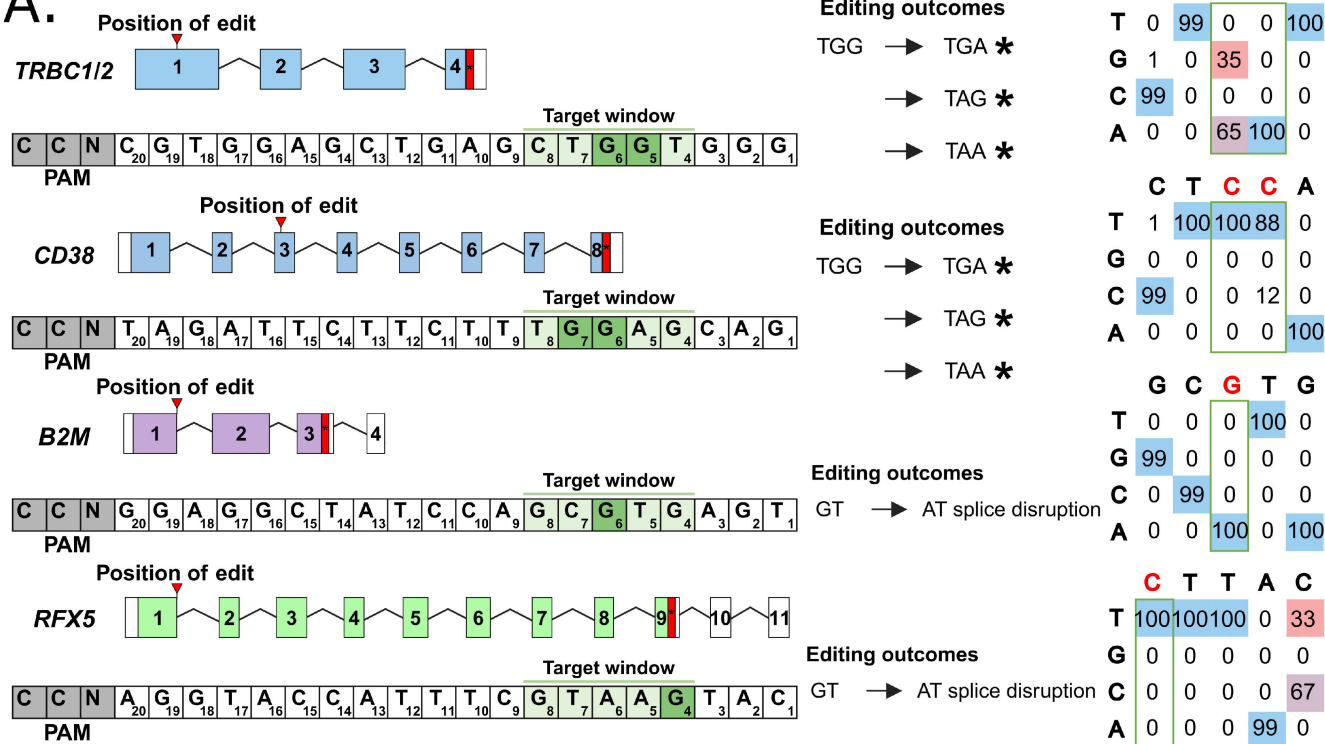 A.
Position of edit
TRBC1/2
1 2 3 4 *
Target window
C C N C20 G19 T18 G17 G16 A15 G14 C13 T12 G11 A10 G9 C8 T7 G6 G5 T4 G3 G2 G1
PAM
Editing outcomes
TGG → TGA *
→ TAG *
→ TAA *
T 0 99 0 0 100
G 1 0 35 0 0
C 99 0 0 0 0
A 0 0 65 100 0
Position of edit
CD38
1 2 3 4 5 6 7 8 *
Target window
C C N T20 A19 G18 A17 T16 T15 C14 T13 T12 C11 T10 T9 T8 G7 G6 A5 G4 C3 A2 G1
PAM
Editing outcomes
TGG → TGA *
→ TAG *
→ TAA *
C T C C A
T 1 100 100 88 0
G 0 0 0 0 0
C 99 0 0 12 0
A 0 0 0 0 100
Position of edit
B2M
1 2 3 * 4
Target window
C C N G20 G19 A18 G17 G16 C15 T14 A13 T12 C11 C10 A9 G8 C7 G6 T5 G4 A3 G2 T1
PAM
Editing outcomes
GT → AT splice disruption
G C G T G
T 0 0 0 100 0
G 99 0 0 0 0
C 0 99 0 0 0
A 0 0 100 0 100
Position of edit
RFX5
1 2 3 4 5 6 7 8 9 * 10 11
Target window
C C N A20 G19 G18 T17 A16 C15 C14 A13 T12 T11 T10 C9 G8 T7 A6 A5 G4 T3 A2 C1
PAM
Editing outcomes
GT → AT splice disruption
C T T A C
T 100 100 100 0 33
G 0 0 0 0 0
C 0 0 0 0 67
A 0 0 0 99 0